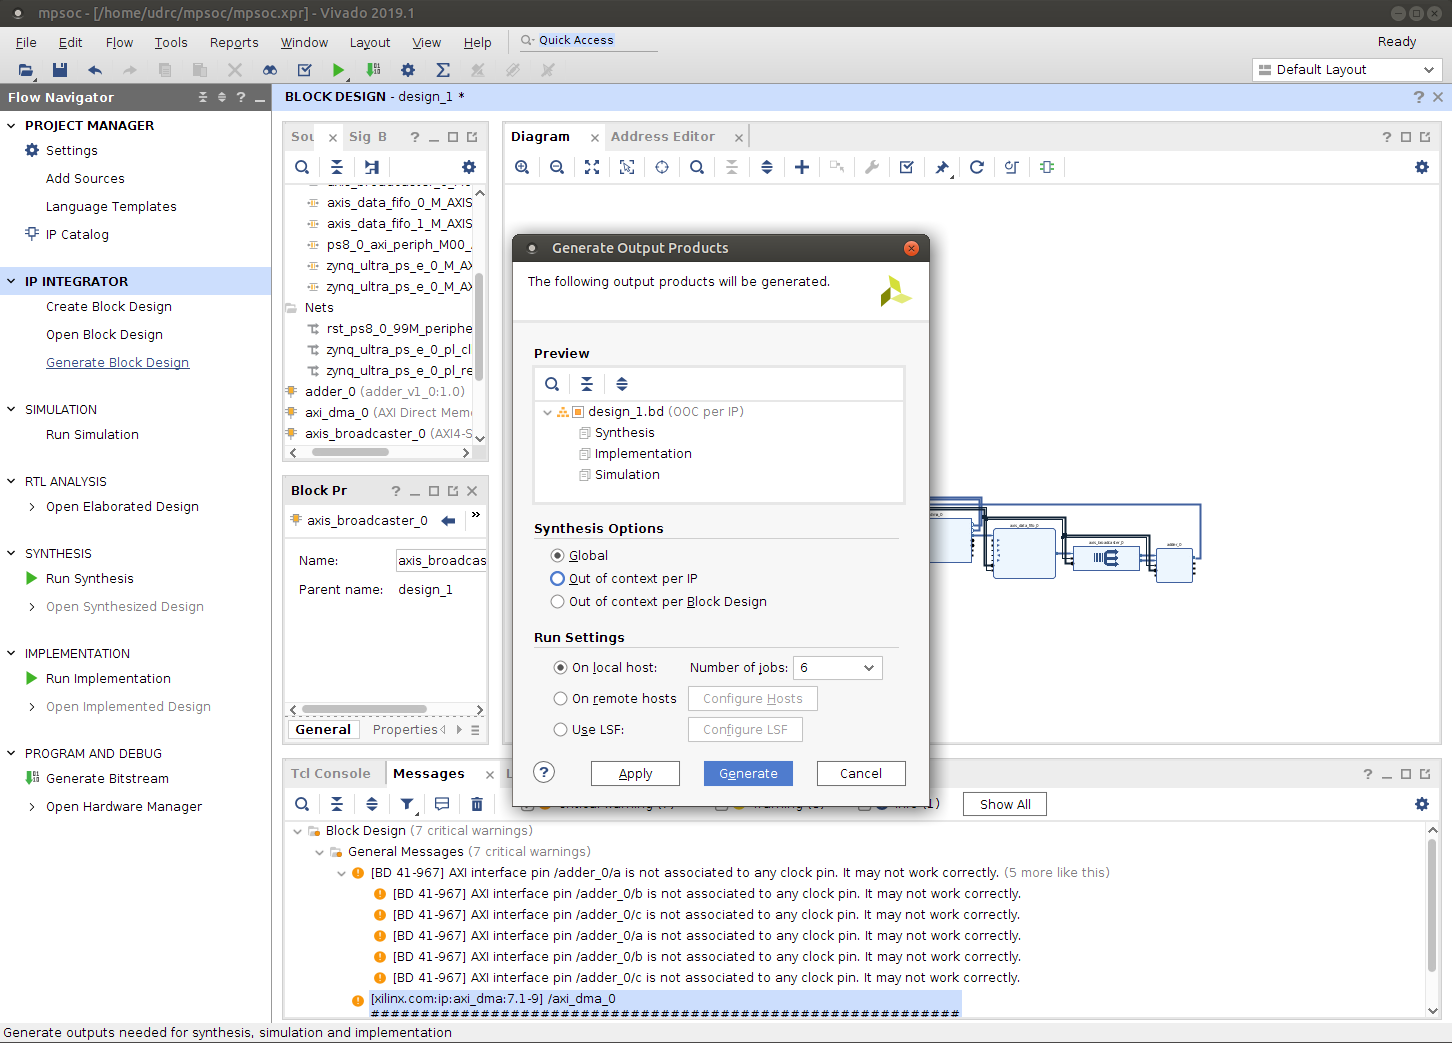 mpsoc - [/home/udrc/mpsoc/mpsoc.xpr] - Vivado 2019.1
File Edit Flow Tools Reports Window Layout View Help Quick Access Ready
Default Layout
Flow Navigator
PROJECT MANAGER
Settings
Add Sources
Language Templates
IP Catalog
IP INTEGRATOR
Create Block Design
Open Block Design
Generate Block Design
SIMULATION
Run Simulation
RTL ANALYSIS
Open Elaborated Design
SYNTHESIS
Run Synthesis
Open Synthesized Design
IMPLEMENTATION
Run Implementation
Open Implemented Design
PROGRAM AND DEBUG
Generate Bitstream
Open Hardware Manager
BLOCK DESIGN - design_1 *
Sou Sig B
axis_data_fifo_0_M_AXIS
axis_data_fifo_1_M_AXIS
ps8_0_axi_periph_M00_
zynq_ultra_ps_e_0_M_AX
zynq_ultra_ps_e_0_M_AX
Nets
rst_ps8_0_99M_periphe
zynq_ultra_ps_e_0_pl_cl
zynq_ultra_ps_e_0_pl_re
adder_0 (adder_v1_0:1.0)
axi_dma_0 (AXI Direct Mem
axis_broadcaster_0 (AXI4-S
Block Pr
axis_broadcaster_0 »
Name: axis_broadcas
Parent name: design_1
General Properties
Diagram Address Editor
axis_data_fifo_0
axis_broadcaster_0
adder_0
Generate Output Products
The following output products will be generated.
Preview
design_1.bd (OOC per IP)
Synthesis
Implementation
Simulation
Synthesis Options
Global
Out of context per IP
Out of context per Block Design
Run Settings
On local host: Number of jobs: 6
On remote hosts Configure Hosts
Use LSF: Configure LSF
? Apply Generate Cancel
Tcl Console Messages
Show All
Block Design (7 critical warnings)
General Messages (7 critical warnings)
[BD 41-967] AXI interface pin /adder_0/a is not associated to any clock pin. It may not work correctly. (5 more like this)
[BD 41-967] AXI interface pin /adder_0/b is not associated to any clock pin. It may not work correctly.
[BD 41-967] AXI interface pin /adder_0/c is not associated to any clock pin. It may not work correctly.
[BD 41-967] AXI interface pin /adder_0/a is not associated to any clock pin. It may not work correctly.
[BD 41-967] AXI interface pin /adder_0/b is not associated to any clock pin. It may not work correctly.
[BD 41-967] AXI interface pin /adder_0/c is not associated to any clock pin. It may not work correctly.
[xilinx.com:ip:axi_dma:7.1-9] /axi_dma_0
###########################################################
Generate outputs needed for synthesis, simulation and implementation